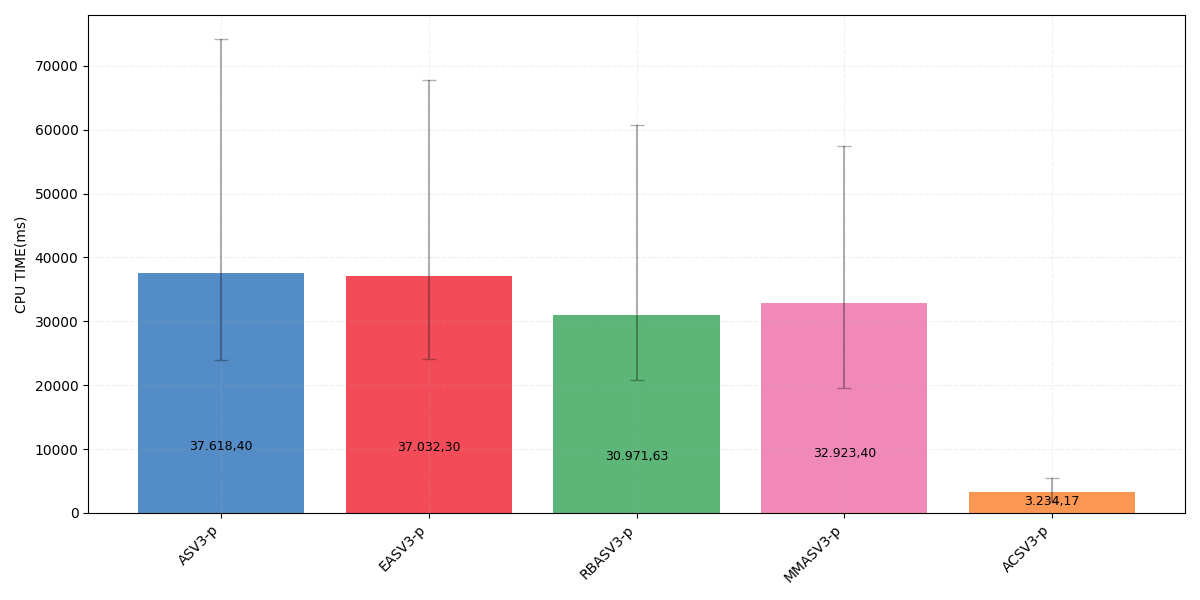 CPU TIME(ms)
70000
60000
50000
40000
30000
20000
10000
0
37.618,40
37.032,30
30.971,63
32.923,40
3.234,17
ASV3-p
EASV3-p
RBASV3-p
MMASV3-p
ACSV3-p